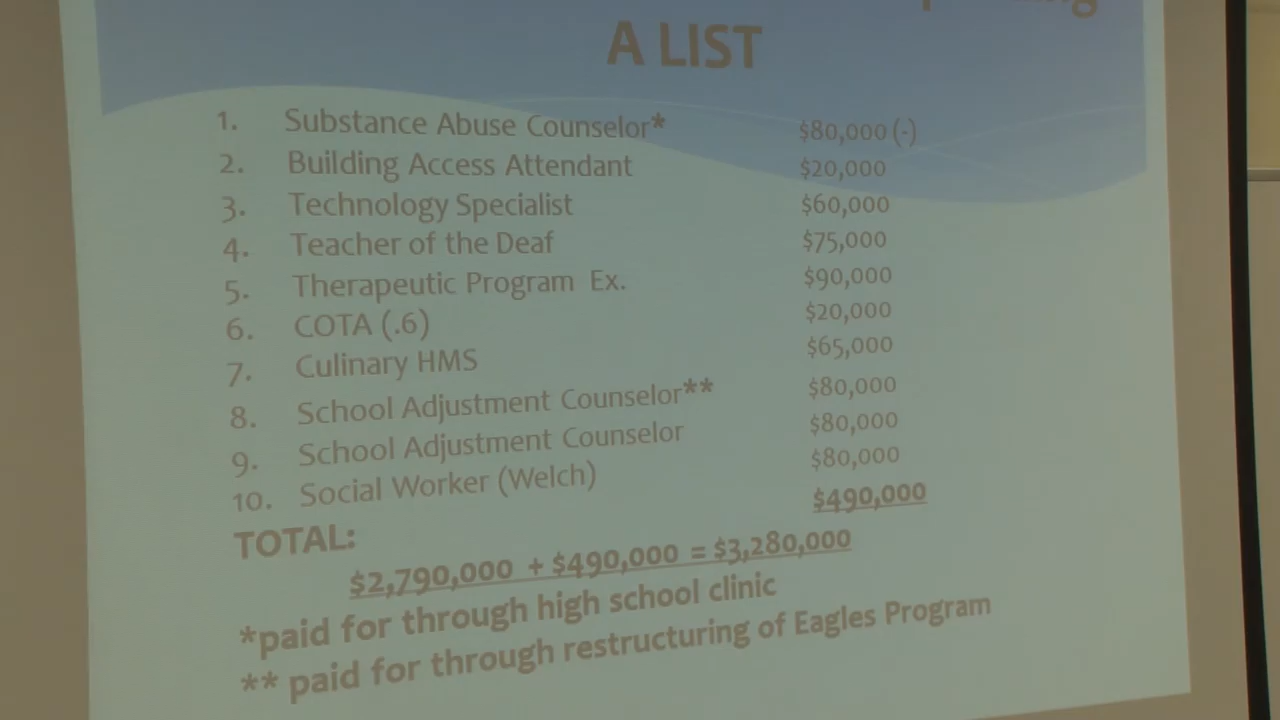 A LIST
1. Substance Abuse Counselor* $80,000 (-)
2. Building Access Attendant $20,000
3. Technology Specialist $60,000
4. Teacher of the Deaf $75,000
5. Therapeutic Program Ex. $90,000
6. COTA (.6) $20,000
7. Culinary HMS $65,000
8. School Adjustment Counselor** $80,000
9. School Adjustment Counselor $80,000
10. Social Worker (Welch) $80,000
TOTAL: $490,000
$2,790,000 + $490,000 = $3,280,000
*paid for through high school clinic
** paid for through restructuring of Eagles Program